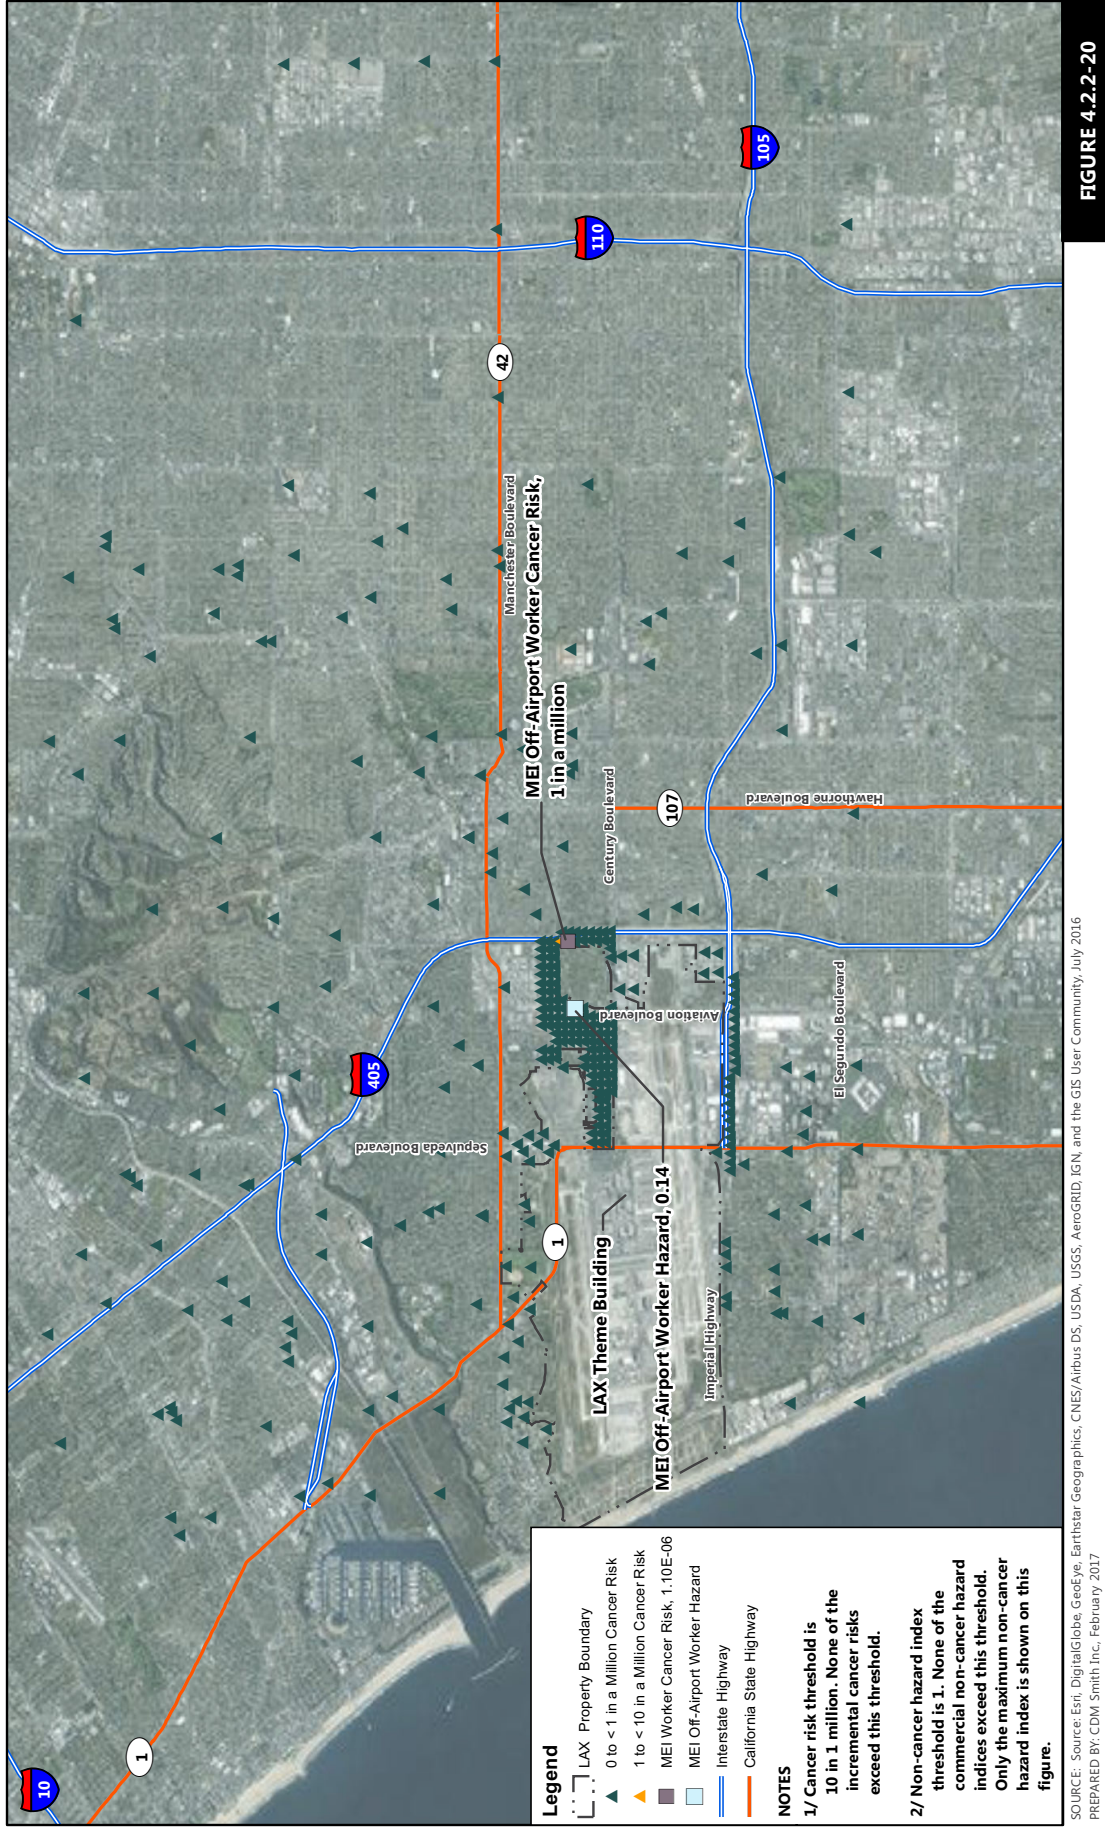 10
1
405
110
105
42
107
1
Manchester Boulevard
MEI Off-Airport Worker Cancer Risk,
1 in a million
Century Boulevard
Hawthorne Boulevard
Sepulveda Boulevard
Aviation Boulevard
El Segundo Boulevard
LAX Theme Building
MEI Off-Airport Worker Hazard, 0.14
Imperial Highway
Legend
LAX Property Boundary
0 to < 1 in a Million Cancer Risk
1 to < 10 in a Million Cancer Risk
MEI Worker Cancer Risk, 1.10E-06
MEI Off-Airport Worker Hazard
Interstate Highway
California State Highway
NOTES
1/ Cancer risk threshold is
10 in 1 million. None of the
incremental cancer risks
exceed this threshold.
2/ Non-cancer hazard index
threshold is 1. None of the
commercial non-cancer hazard
indices exceed this threshold.
Only the maximum non-cancer
hazard index is shown on this
figure.
SOURCE: Source: Esri, DigitalGlobe, GeoEye, Earthstar Geographics, CNES/Airbus DS, USDA, USGS, AeroGRID, IGN, and the GIS User Community, July 2016
PREPARED BY: CDM Smith Inc, February 2017
FIGURE 4.2.2-20